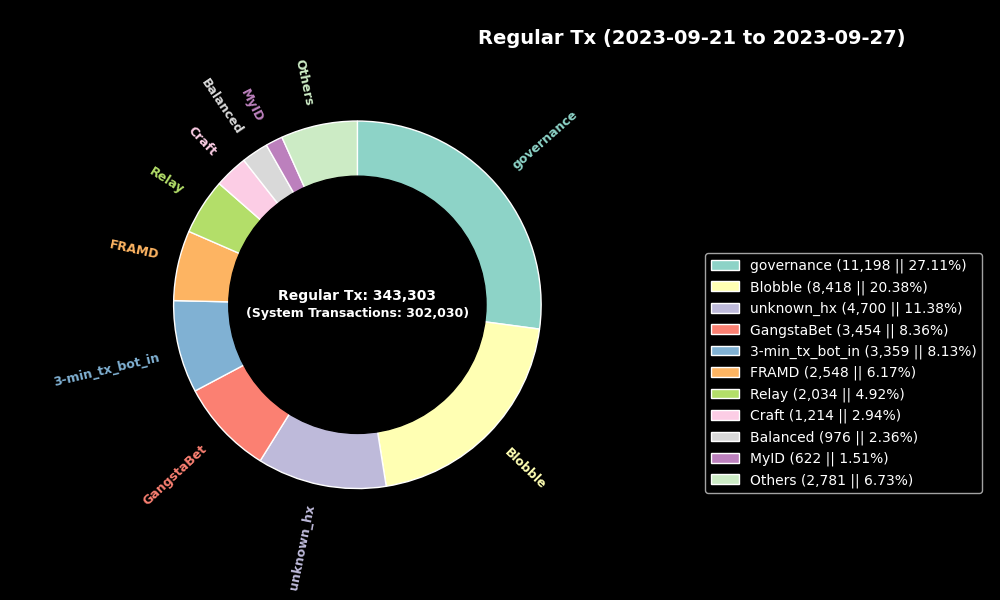 Regular Tx (2023-09-21 to 2023-09-27)
Others
MyID
Balanced
Craft
Relay
FRAMD
3-min_tx_bot_in
GangstaBet
unknown_hx
Blobble
governance
Regular Tx: 343,303
(System Transactions: 302,030)
governance (11,198 || 27.11%)
Blobble (8,418 || 20.38%)
unknown_hx (4,700 || 11.38%)
GangstaBet (3,454 || 8.36%)
3-min_tx_bot_in (3,359 || 8.13%)
FRAMD (2,548 || 6.17%)
Relay (2,034 || 4.92%)
Craft (1,214 || 2.94%)
Balanced (976 || 2.36%)
MyID (622 || 1.51%)
Others (2,781 || 6.73%)